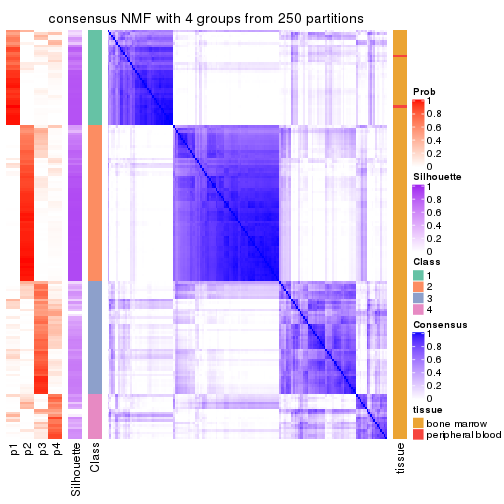 consensus NMF with 4 groups from 250 partitions
Prob
1
0.8
0.6
0.4
0.2
0
Silhouette
1
0.8
0.6
0.4
0.2
0
Class
1
2
3
4
Consensus
1
0.8
0.6
0.4
0.2
0
tissue
bone marrow
peripheral blood
p1
p2
p3
p4
Silhouette
Class
tissue